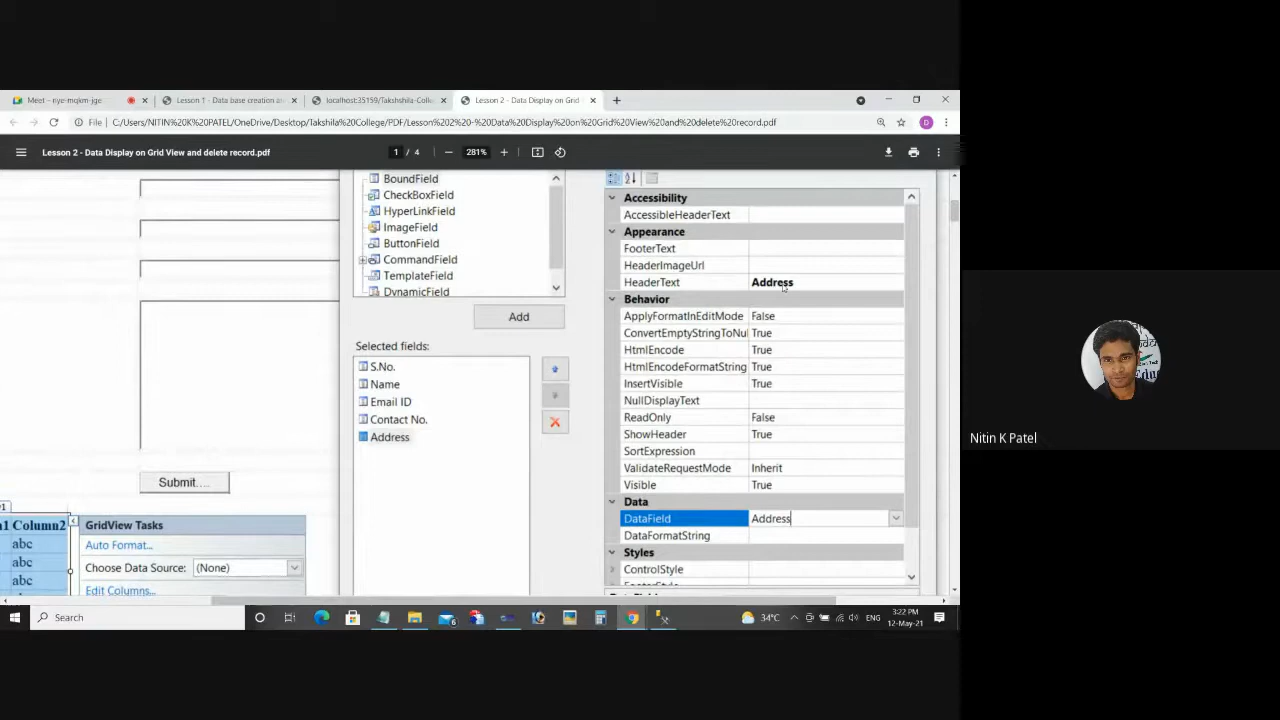 Meet - nye-mqkm-jge
Lesson 1 - Data base creation a
localhost:35159/Takshshila-Colle
Lesson 2 - Data Display on Grid
File
C:/Users/NITIN%20K%20PATEL/OneDrive/Desktop/Takshila%20College/PDF/Lesson%202%20-%20Data%20Display%20on%20Grid%20View%20and%20delete%20record.pdf
D
Lesson 2 - Data Display on Grid View and delete record.pdf
1 / 4
281%
BoundField
CheckBoxField
HyperLinkField
ImageField
ButtonField
CommandField
TemplateField
DynamicField
Add
Selected fields:
S.No.
Name
Email ID
Contact No.
Address
Submit....
1 Column2
abc
abc
abc
GridView Tasks
Auto Format...
Choose Data Source: (None)
Edit Columns...
Accessibility
AccessibleHeaderText
Appearance
FooterText
HeaderImageUrl
HeaderText Address
Behavior
ApplyFormatInEditMode False
ConvertEmptyStringToNul True
HtmlEncode True
HtmlEncodeFormatString True
InsertVisible True
NullDisplayText
ReadOnly False
ShowHeader True
SortExpression
ValidateRequestMode Inherit
Visible True
Data
DataField Address
DataFormatString
Styles
ControlStyle
Nitin K Patel
Search
6
34°C
ENG
3:22 PM
12-May-21